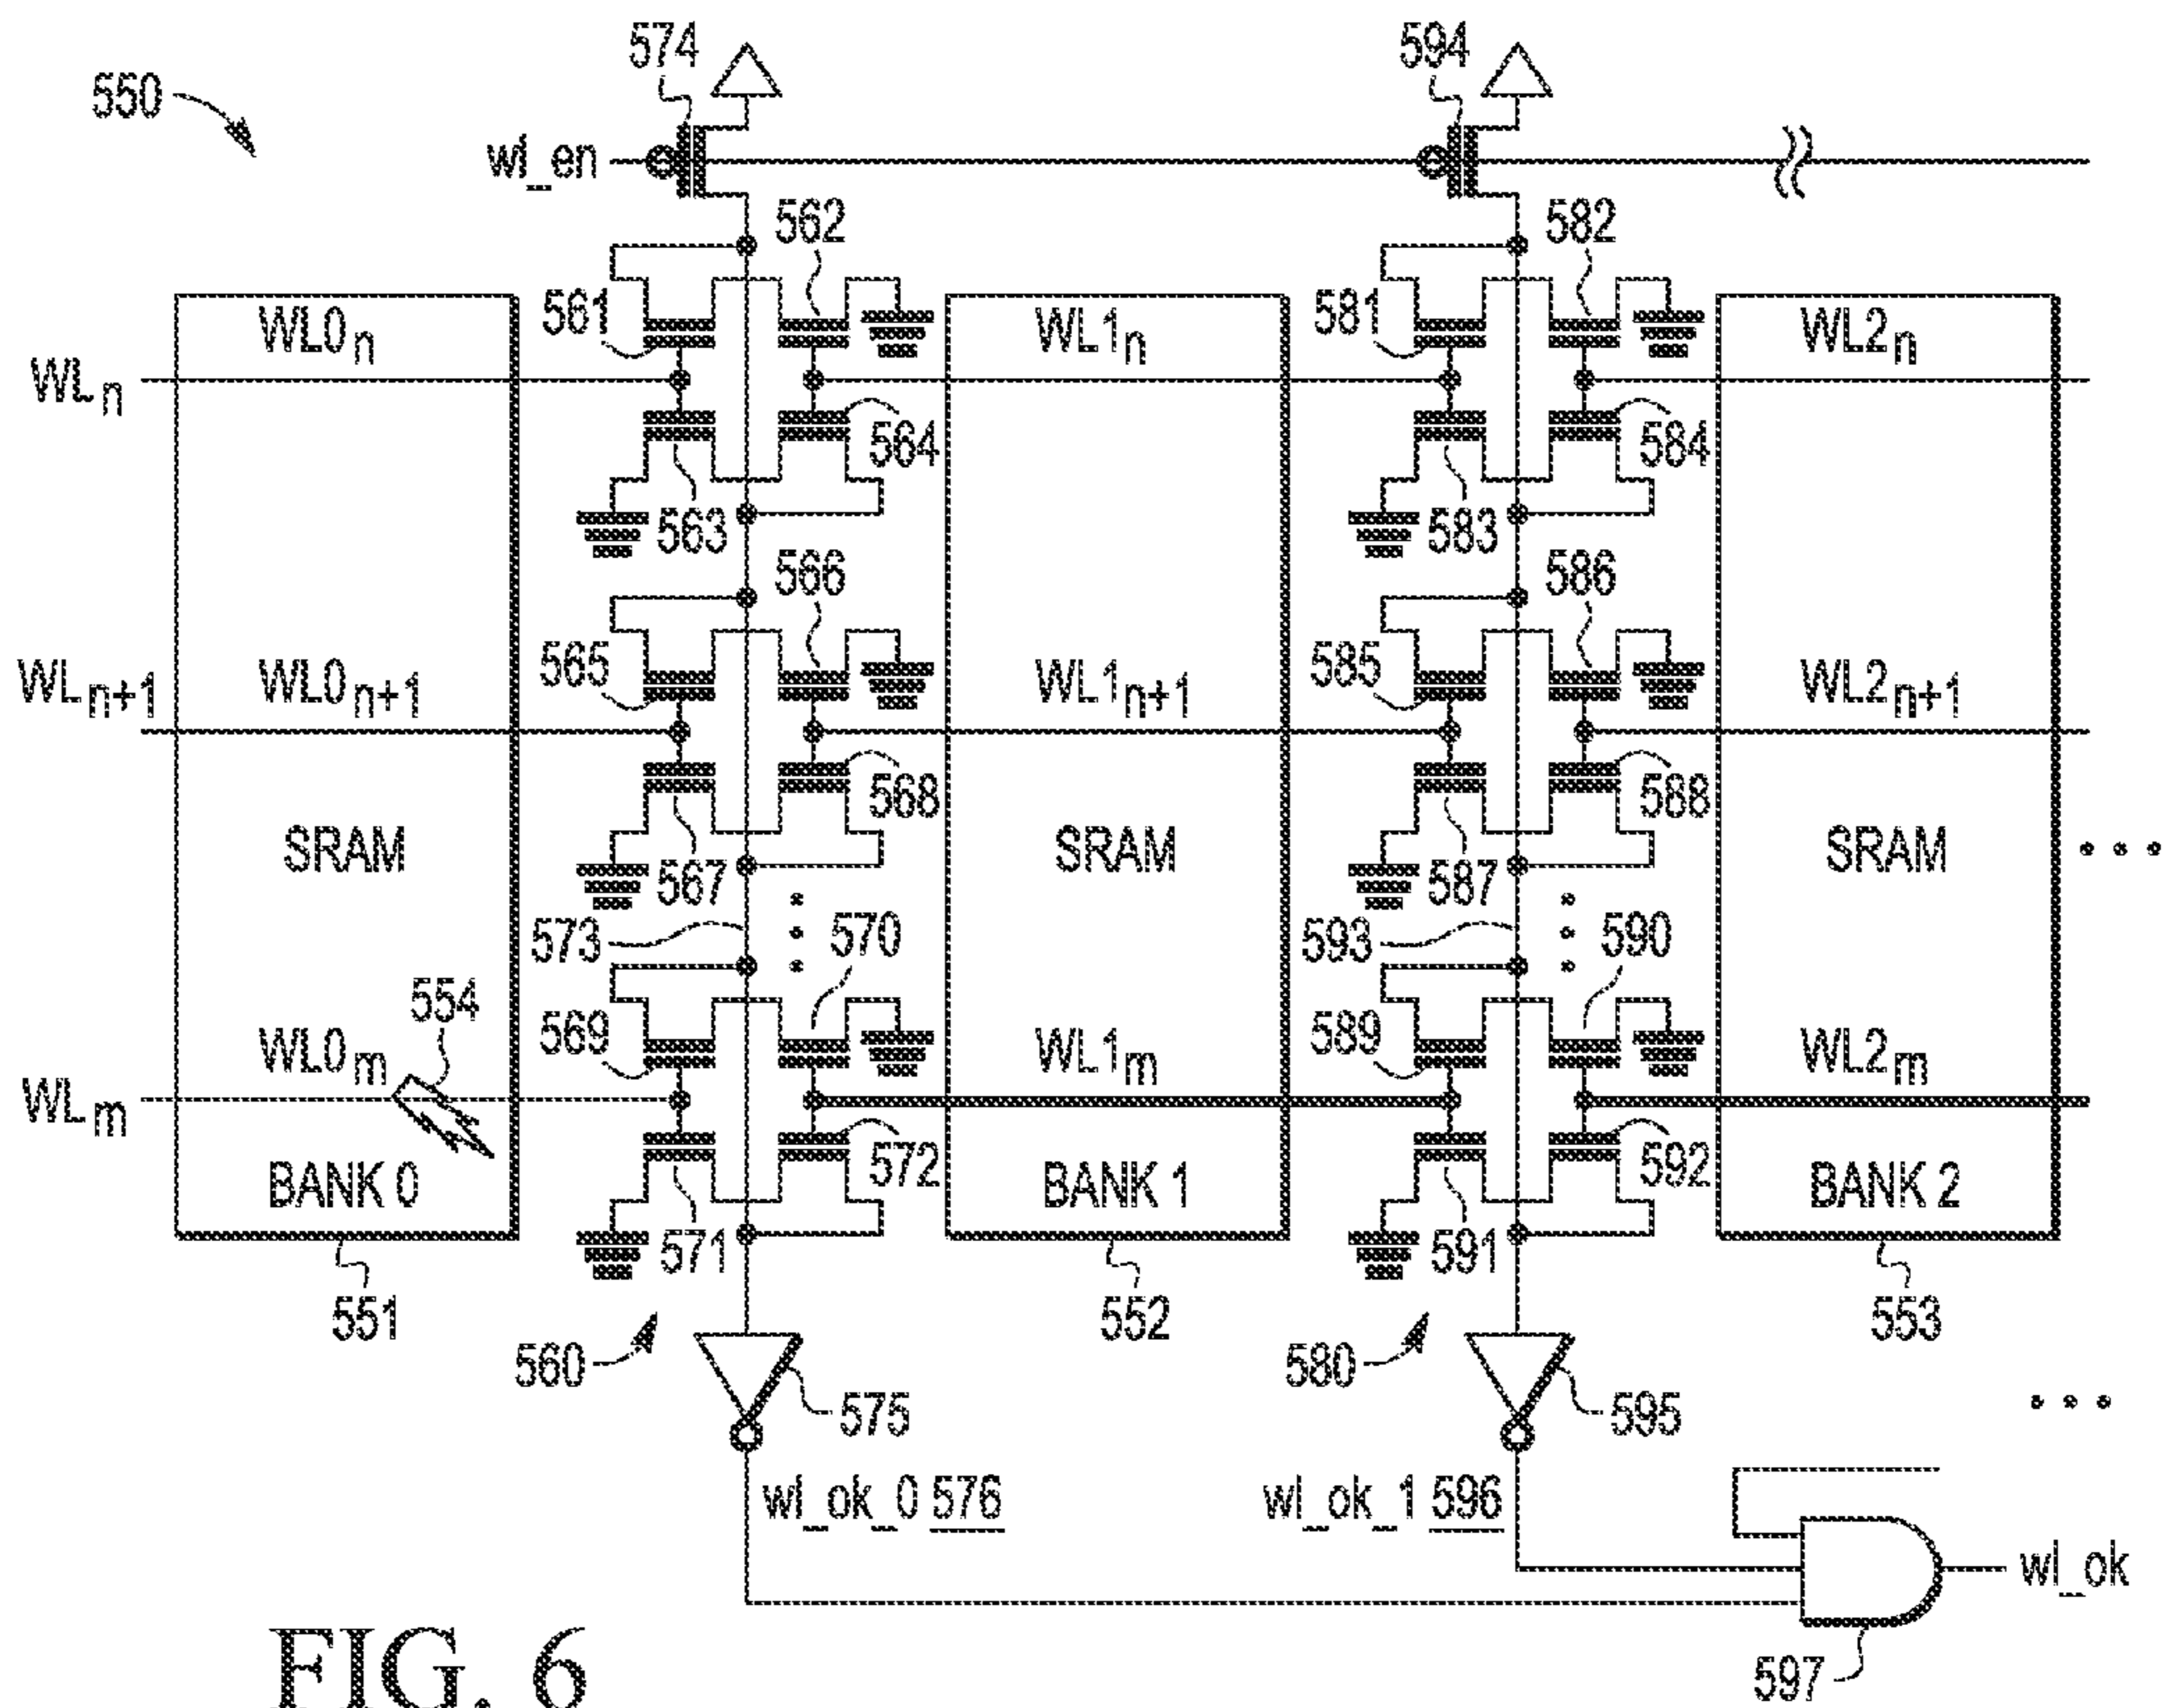 574
594
550
wl_en
562
582
WL0n
561
WL1n
581
WL2n
WLn
564
584
563
583
566
586
WLn+1
WL0n+1
565
WL1n+1
585
WL2n+1
568
588
SRAM
SRAM
SRAM
567
587
573
570
593
590
554
WL0m
569
WL1m
589
WL2m
WLm
572
592
BANK 0
BANK 1
BANK 2
571
591
551
552
553
560
580
575
595
wl_ok_0 576
wl_ok_1 596
wl_ok
597
FIG. 6